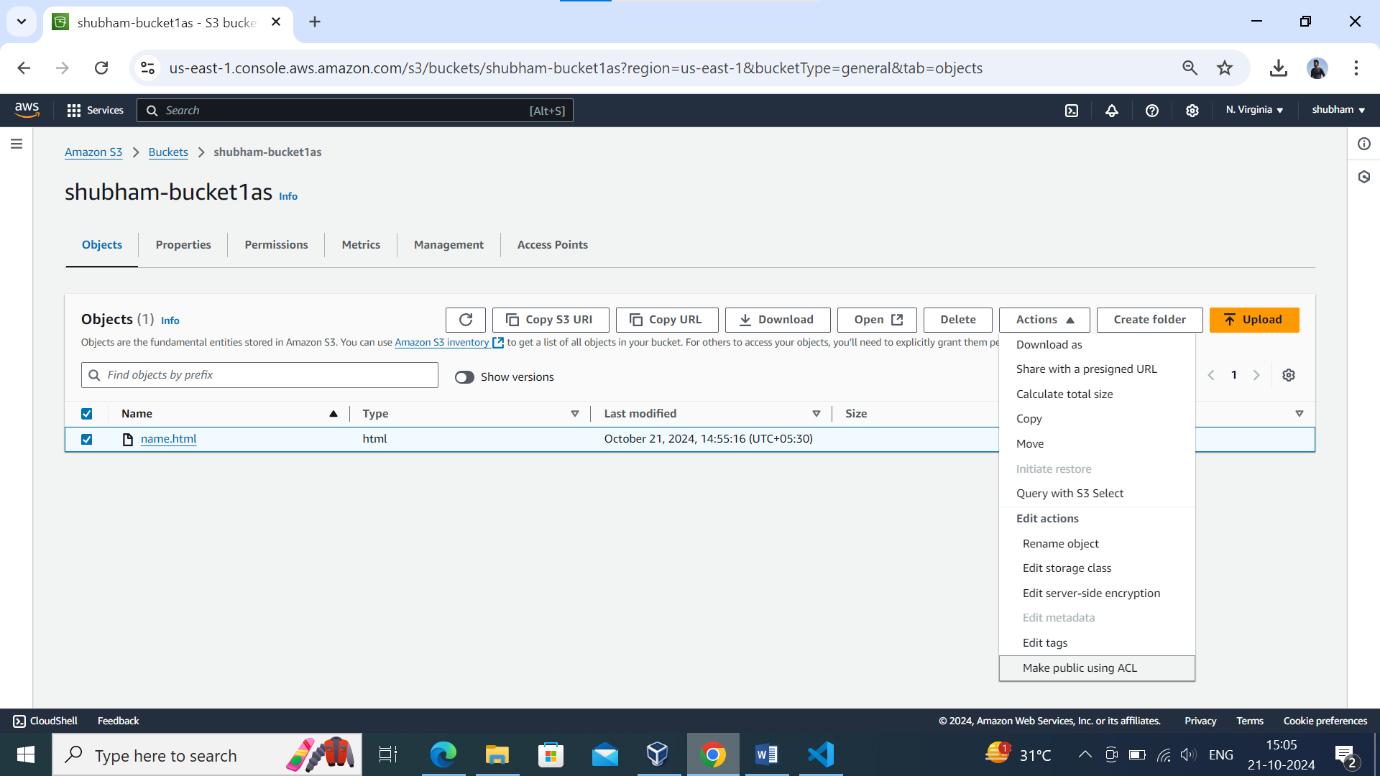 shubham-bucket1as - S3 bucke
us-east-1.console.aws.amazon.com/s3/buckets/shubham-bucket1as?region=us-east-1&bucketType=general&tab=objects
aws Services Search [Alt+S] N. Virginia shubham
Amazon S3 Buckets shubham-bucket1as
shubham-bucket1as Info
Objects Properties Permissions Metrics Management Access Points
Objects (1) Info Copy S3 URI Copy URL Download Open Delete Actions Create folder Upload
Objects are the fundamental entities stored in Amazon S3. You can use Amazon S3 inventory to get a list of all objects in your bucket. For others to access your objects, you'll need to explicitly grant them pe
Find objects by prefix Show versions 1
Name Type Last modified Size
name.html html October 21, 2024, 14:55:16 (UTC+05:30)
Download as
Share with a presigned URL
Calculate total size
Copy
Move
Initiate restore
Query with S3 Select
Edit actions
Rename object
Edit storage class
Edit server-side encryption
Edit metadata
Edit tags
Make public using ACL
CloudShell Feedback © 2024, Amazon Web Services, Inc. or its affiliates. Privacy Terms Cookie preferences
Type here to search 1 31°C ENG 15:05
21-10-2024 2